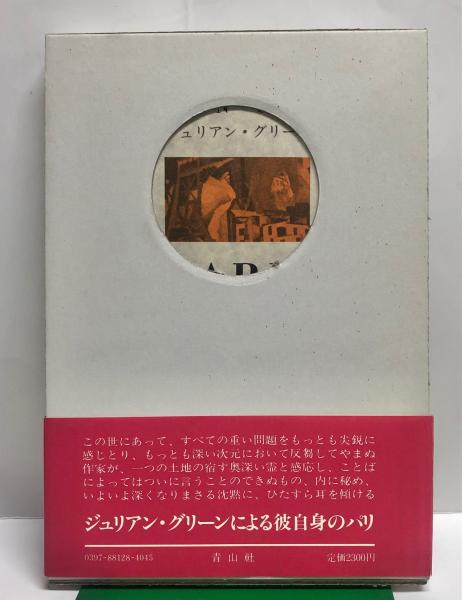 ュリアン・グリー
この世にあって、すべての重い問題をもっとも尖鋭に
感じとり、もっとも深い次元において反芻してやまぬ
作家が、一つの土地の宿す奥深い霊と感応し、ことば
によってはついに言うことのできぬもの、内に秘め、
いよいよ深くなりまさる沈黙に、ひたすら耳を傾ける
ジュリアン・グリーンによる彼自身のパリ
0397-88128-4045 青山社 定価2300円